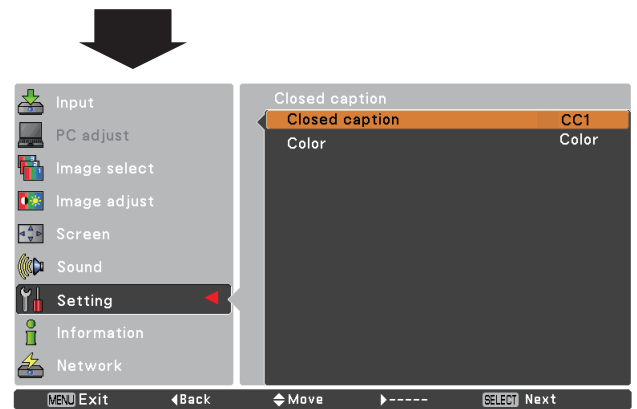 Input
PC adjust
Image select
Image adjust
Screen
Sound
Setting
Information
Network
Closed caption
Closed caption CC1
Color Color
MENU Exit Back Move ----- SELECT Next